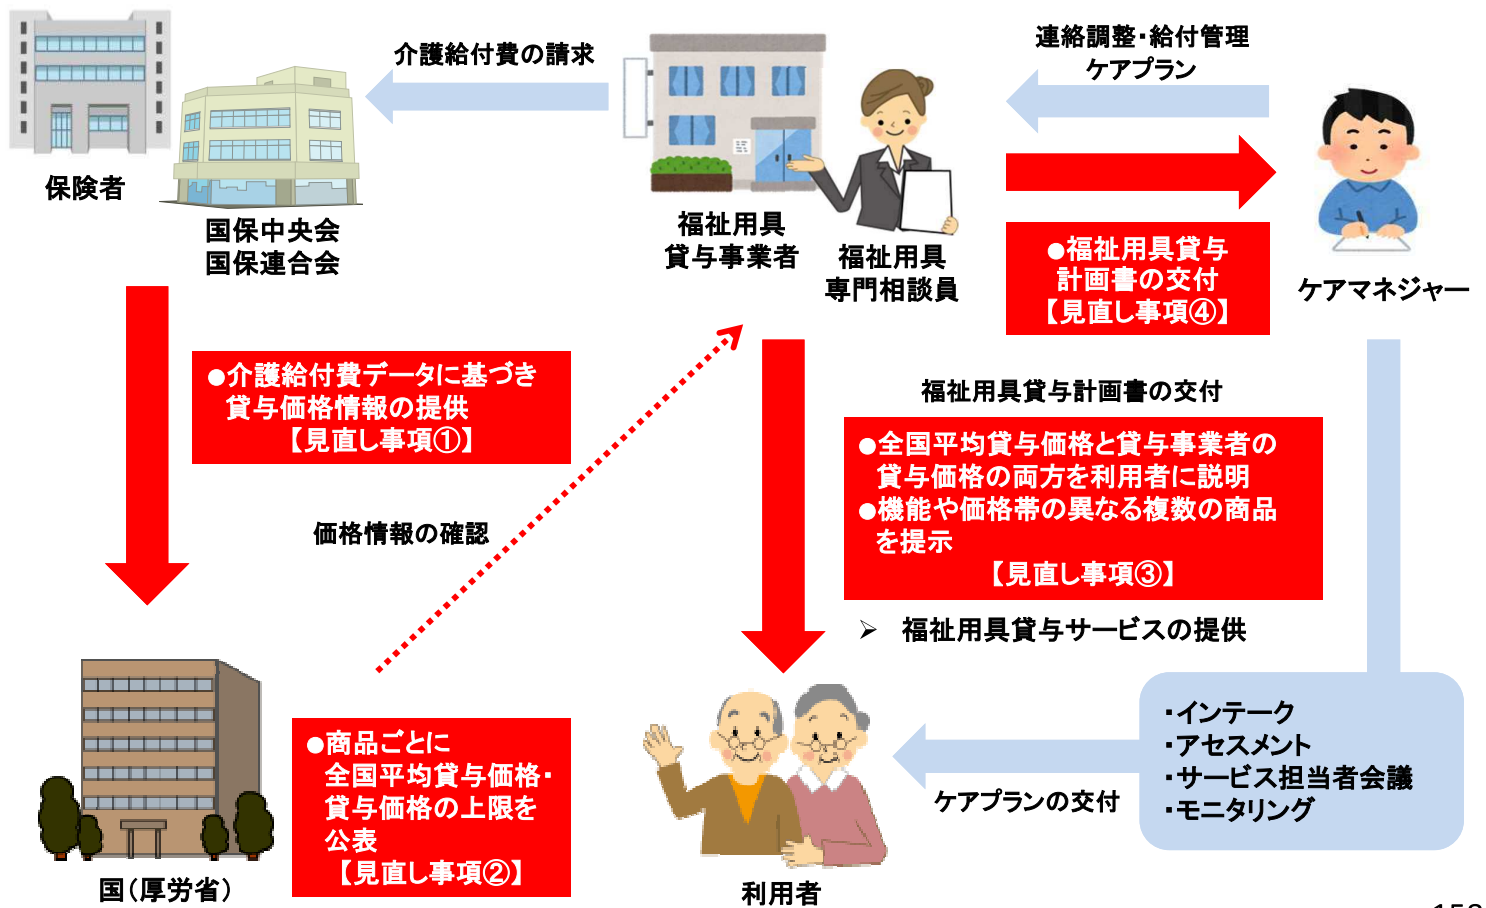 介護給付費の請求
連絡調整・給付管理
ケアプラン
保険者
国保中央会
国保連合会
福祉用具
貸与事業者
福祉用具
専門相談員
●福祉用具貸与
計画書の交付
【見直し事項④】
ケアマネジャー
●介護給付費データに基づき
貸与価格情報の提供
【見直し事項①】
福祉用具貸与計画書の交付
●全国平均貸与価格と貸与事業者の
貸与価格の両方を利用者に説明
●機能や価格帯の異なる複数の商品
を提示
【見直し事項③】
価格情報の確認
➢ 福祉用具貸与サービスの提供
●商品ごとに
全国平均貸与価格・
貸与価格の上限を
公表
【見直し事項②】
・インテーク
・アセスメント
・サービス担当者会議
・モニタリング
ケアプランの交付
国（厚労省）
利用者